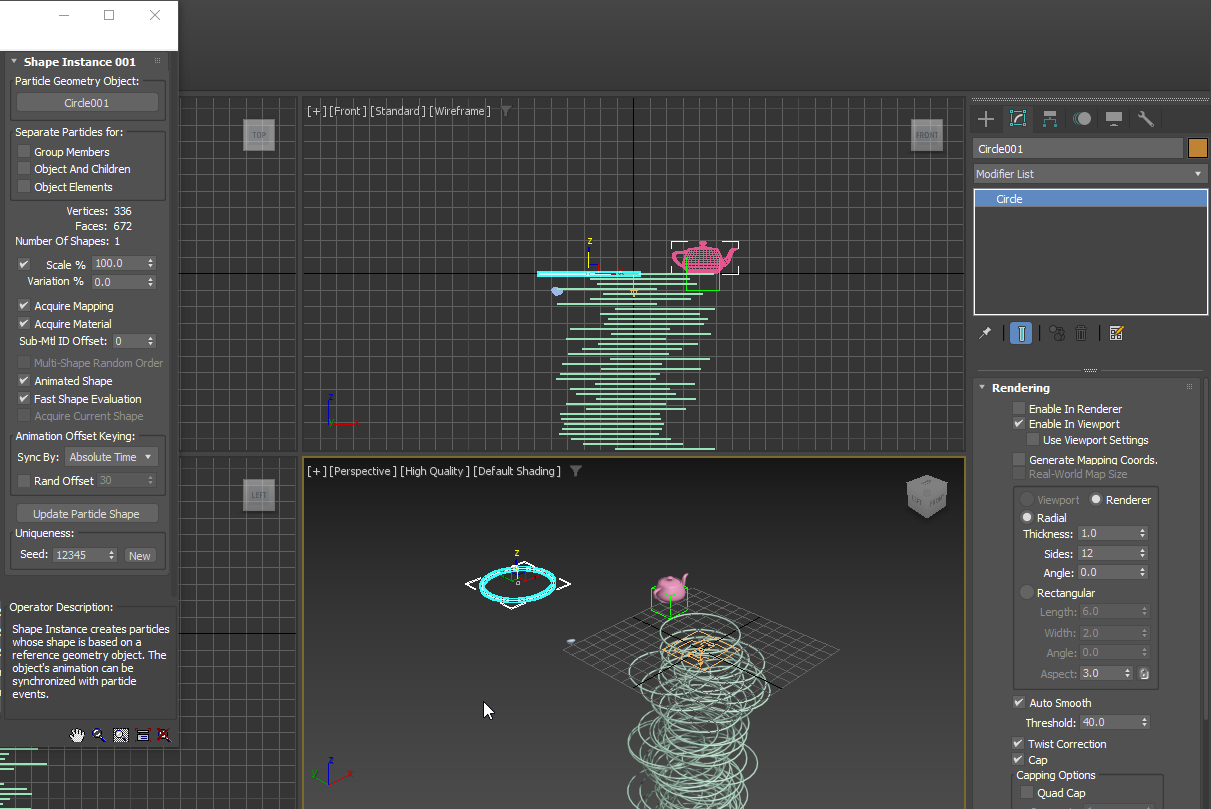 Shape Instance 001
Particle Geometry Object:
Circle001
Separate Particles for:
Group Members
Object And Children
Object Elements
Vertices: 336
Faces: 672
Number Of Shapes: 1
Scale % 100.0
Variation % 0.0
Acquire Mapping
Acquire Material
Sub-Mtl ID Offset: 0
Multi-Shape Random Order
Animated Shape
Fast Shape Evaluation
Acquire Current Shape
Animation Offset Keying:
Sync By: Absolute Time
Rand Offset 30
Update Particle Shape
Uniqueness:
Seed: 12345 New
Operator Description:
Shape Instance creates particles
whose shape is based on a
reference geometry object. The
object's animation can be
synchronized with particle
events.
TOP
LEFT
[+] [Front] [Standard] [Wireframe]
FRONT
z
z
y
[+] [Perspective] [High Quality] [Default Shading]
z
z
y
x
Circle001
Modifier List
Circle
Rendering
Enable In Renderer
Enable In Viewport
Use Viewport Settings
Generate Mapping Coords.
Real-World Map Size
Viewport Renderer
Radial
Thickness: 1.0
Sides: 12
Angle: 0.0
Rectangular
Length: 6.0
Width: 2.0
Angle: 0.0
Aspect: 3.0
Auto Smooth
Threshold: 40.0
Twist Correction
Cap
Capping Options
Quad Cap